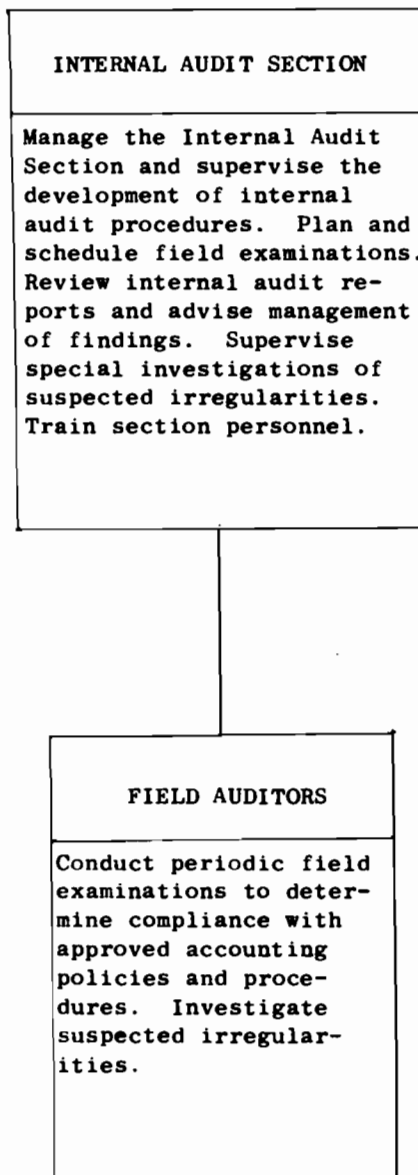 INTERNAL AUDIT SECTION
Manage the Internal Audit
Section and supervise the
development of internal
audit procedures.  Plan and
schedule field examinations.
Review internal audit re-
ports and advise management
of findings.  Supervise
special investigations of
suspected irregularities.
Train section personnel.
FIELD AUDITORS
Conduct periodic field
examinations to deter-
mine compliance with
approved accounting
policies and proce-
dures.  Investigate
suspected irregular-
ities.